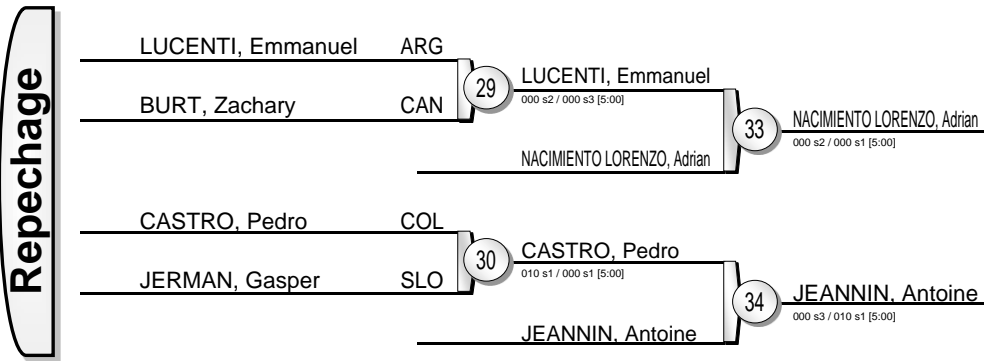 Repechage
LUCENTI, Emmanuel ARG
BURT, Zachary CAN
29
LUCENTI, Emmanuel
000 s2 / 000 s3 [5:00]
NACIMIENTO LORENZO, Adrian
33
NACIMIENTO LORENZO, Adrian
000 s2 / 000 s1 [5:00]
CASTRO, Pedro COL
JERMAN, Gasper SLO
30
CASTRO, Pedro
010 s1 / 000 s1 [5:00]
JEANNIN, Antoine
34
JEANNIN, Antoine
000 s3 / 010 s1 [5:00]